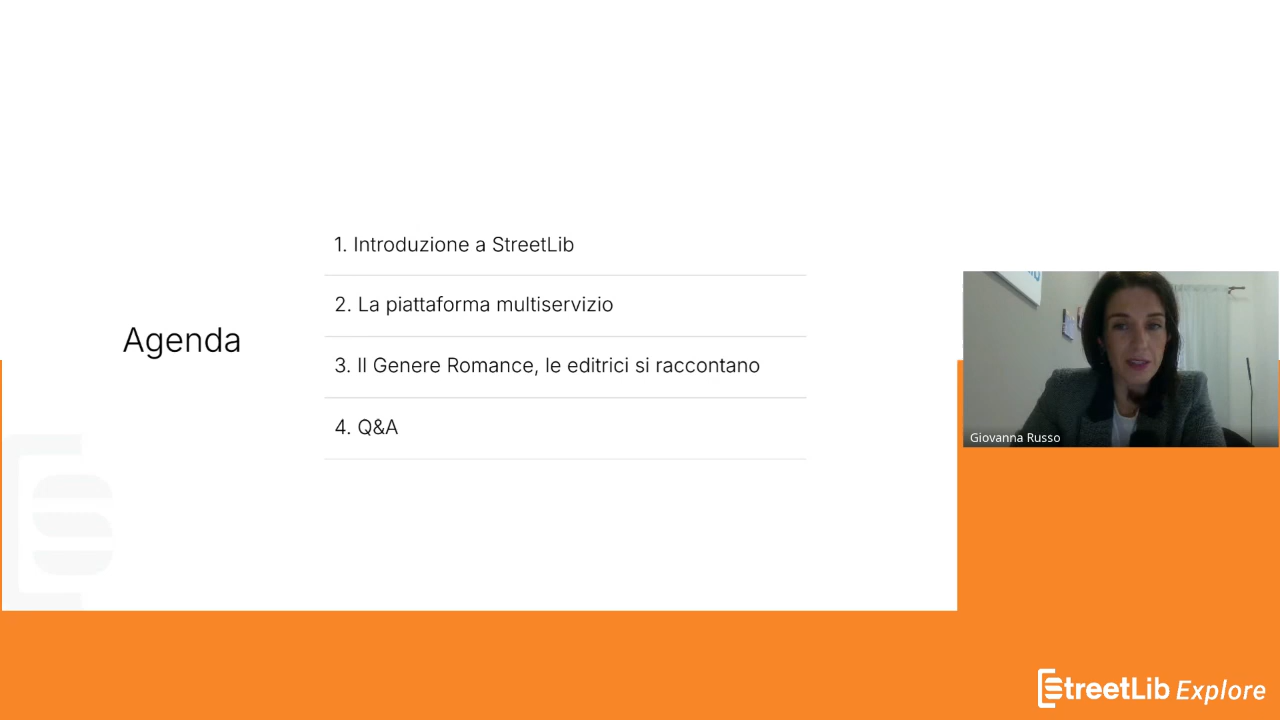 Agenda
1. Introduzione a StreetLib
2. La piattaforma multiservizio
3. Il Genere Romance, le editrici si raccontano
4. Q&A
Giovanna Russo
StreetLib Explore